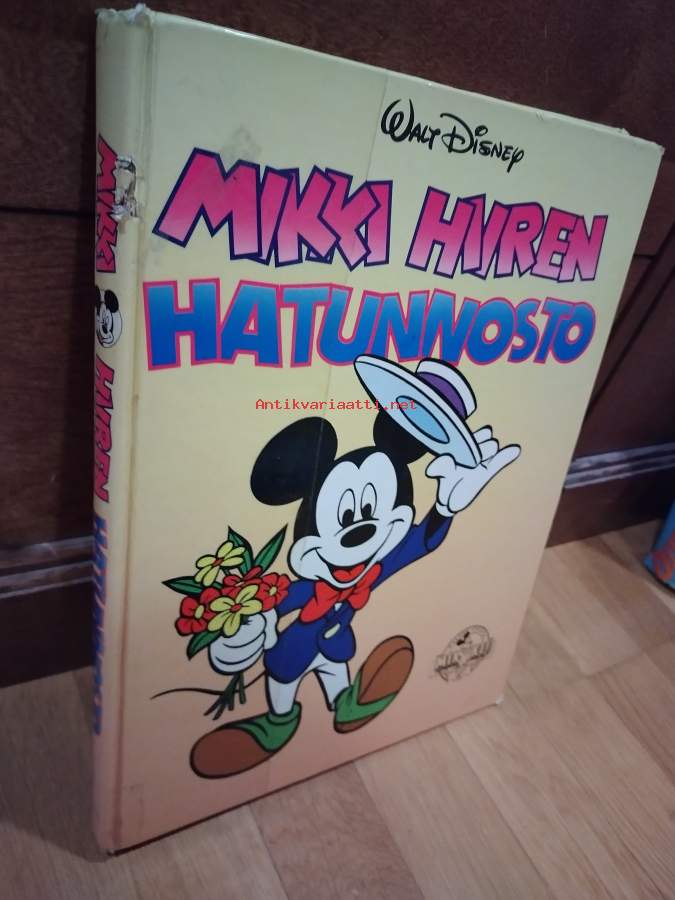 WALT DISNEY
MIKKI HIIREN
HATUNNOSTO
Antikvariaatti.net
MIKKI HIIREN HATUNNOSTO